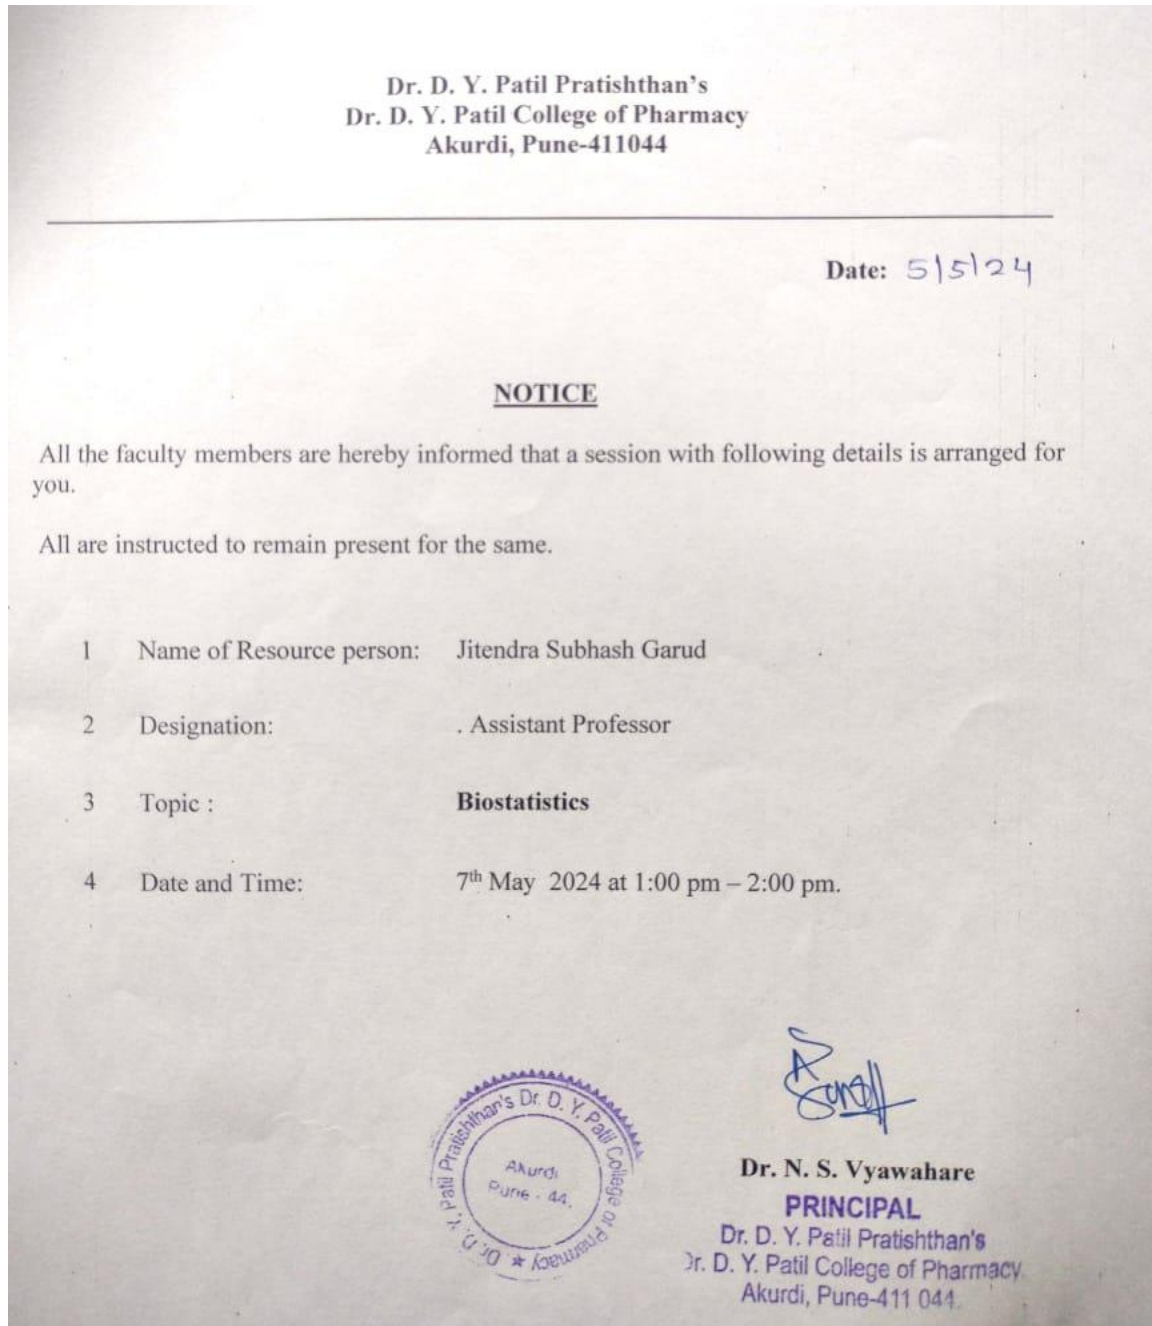 Dr. D. Y. Patil Pratishthan's
Dr. D. Y. Patil College of Pharmacy
Akurdi, Pune-411044
Date: 5|5|24
NOTICE
All the faculty members are hereby informed that a session with following details is arranged for
you.
All are instructed to remain present for the same.
1 Name of Resource person: Jitendra Subhash Garud
2 Designation: . Assistant Professor
3 Topic : Biostatistics
4 Date and Time: 7th May 2024 at 1:00 pm – 2:00 pm.
Dr. D. Y. Patil Pratishthan's Dr. D. Y. Patil College of Pharmacy ★
Akurdi
Pune - 44.
Dr. N. S. Vyawahare
PRINCIPAL
Dr. D. Y. Patil Pratishthan's
Dr. D. Y. Patil College of Pharmacy
Akurdi, Pune-411 044.